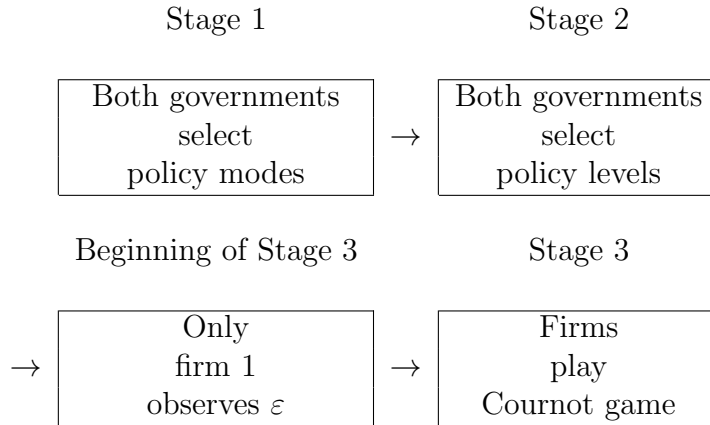 Stage 1 Stage 2
Both governments Both governments
select → select
policy modes policy levels
Beginning of Stage 3 Stage 3
Only Firms
→ firm 1 → play
observes ε Cournot game